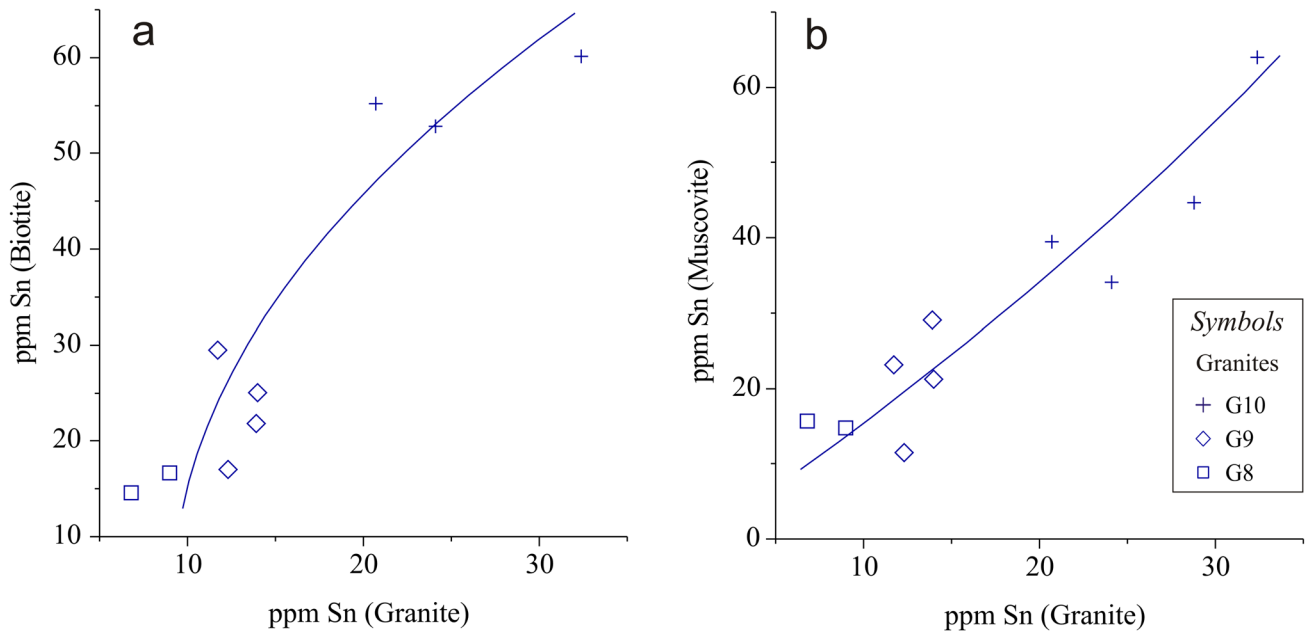 a
60
50
40
30
20
10
10 20 30
ppm Sn (Biotite)
ppm Sn (Granite)
b
60
40
20
0
10 20 30
ppm Sn (Muscovite)
ppm Sn (Granite)
Symbols
Granites
G10
G9
G8